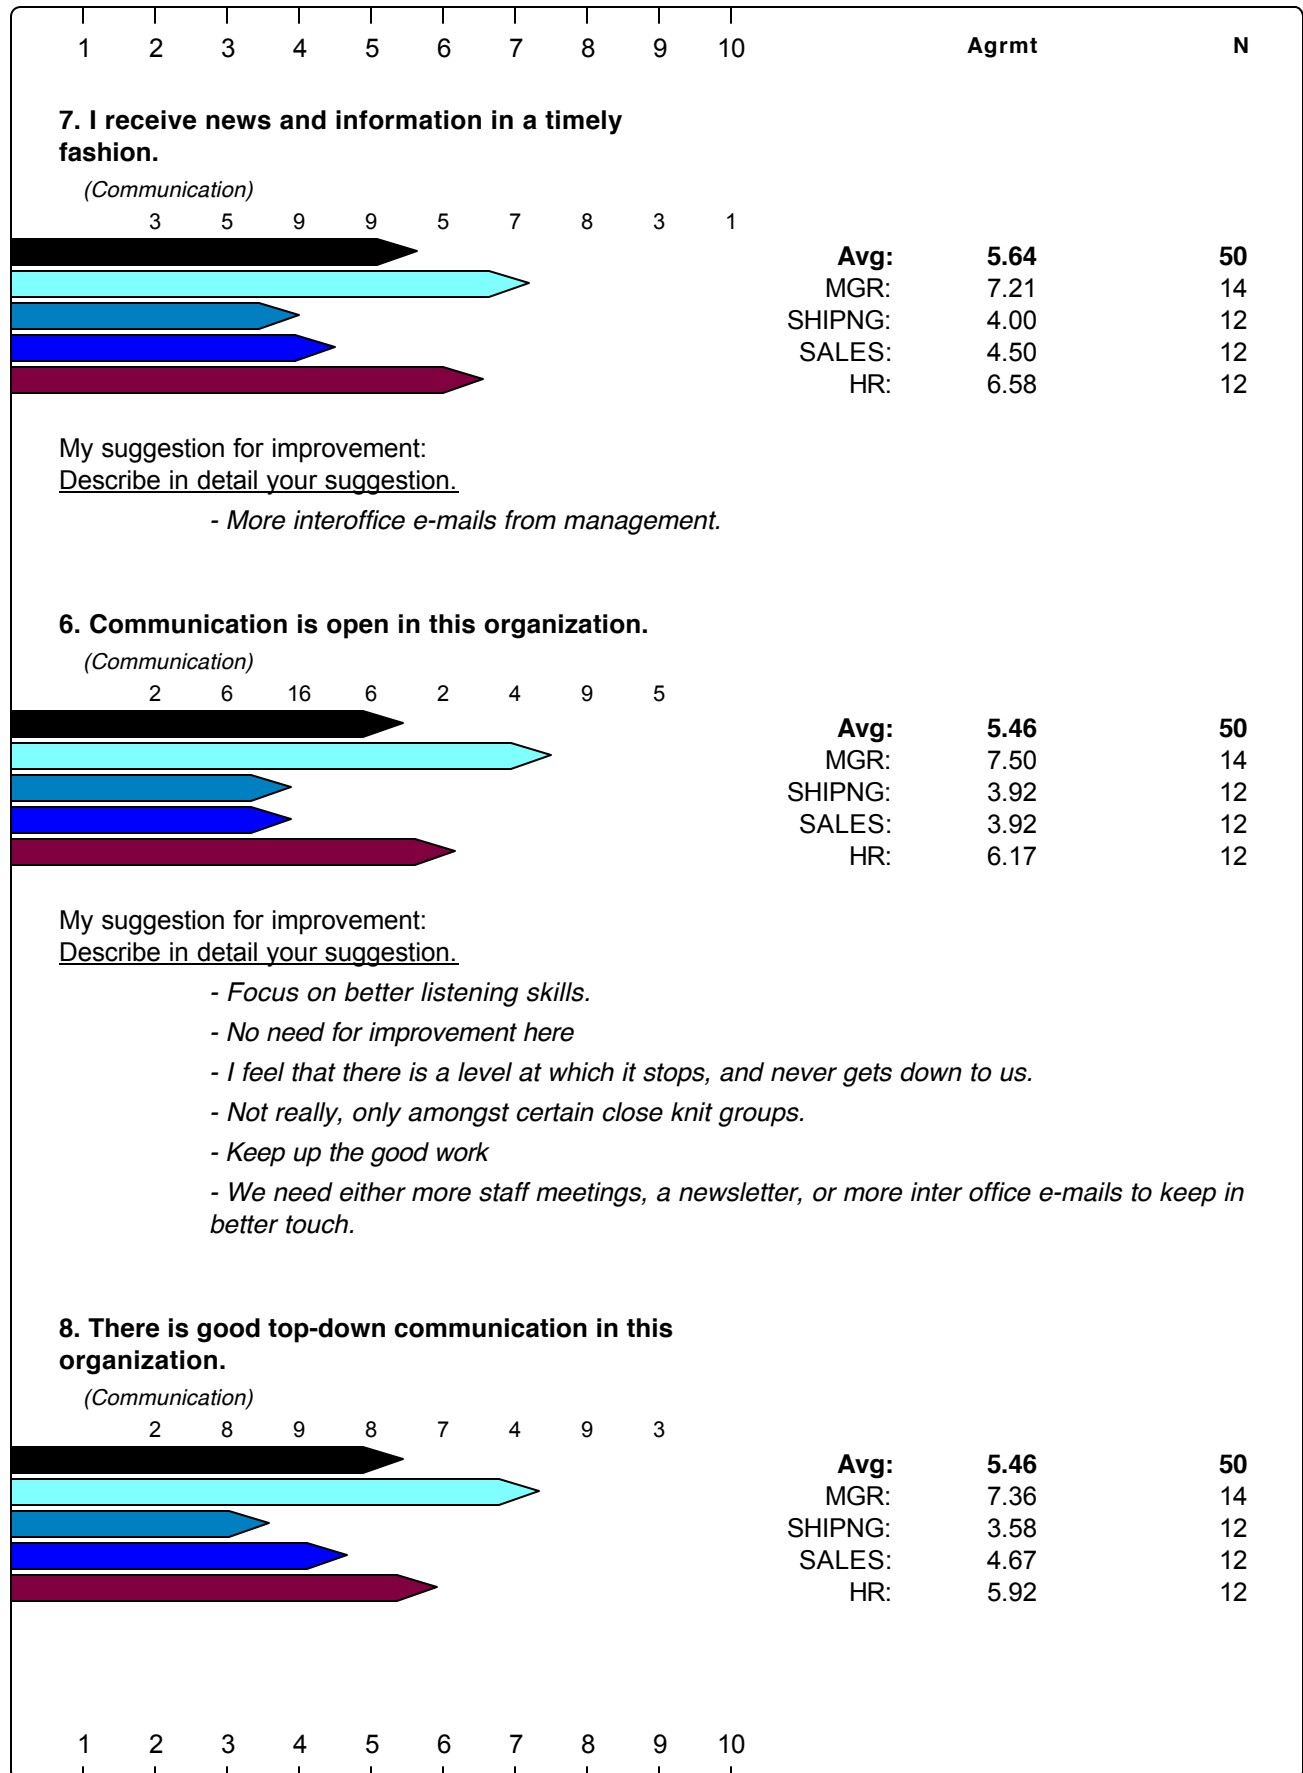 1 2 3 4 5 6 7 8 9 10 Agrmt N
7. I receive news and information in a timely
fashion.
(Communication)
3 5 9 9 5 7 8 3 1
Avg: 5.64 50
MGR: 7.21 14
SHIPNG: 4.00 12
SALES: 4.50 12
HR: 6.58 12
My suggestion for improvement:
Describe in detail your suggestion.
- More interoffice e-mails from management.
6. Communication is open in this organization.
(Communication)
2 6 16 6 2 4 9 5
Avg: 5.46 50
MGR: 7.50 14
SHIPNG: 3.92 12
SALES: 3.92 12
HR: 6.17 12
My suggestion for improvement:
Describe in detail your suggestion.
- Focus on better listening skills.
- No need for improvement here
- I feel that there is a level at which it stops, and never gets down to us.
- Not really, only amongst certain close knit groups.
- Keep up the good work
- We need either more staff meetings, a newsletter, or more inter office e-mails to keep in
better touch.
8. There is good top-down communication in this
organization.
(Communication)
2 8 9 8 7 4 9 3
Avg: 5.46 50
MGR: 7.36 14
SHIPNG: 3.58 12
SALES: 4.67 12
HR: 5.92 12
1 2 3 4 5 6 7 8 9 10